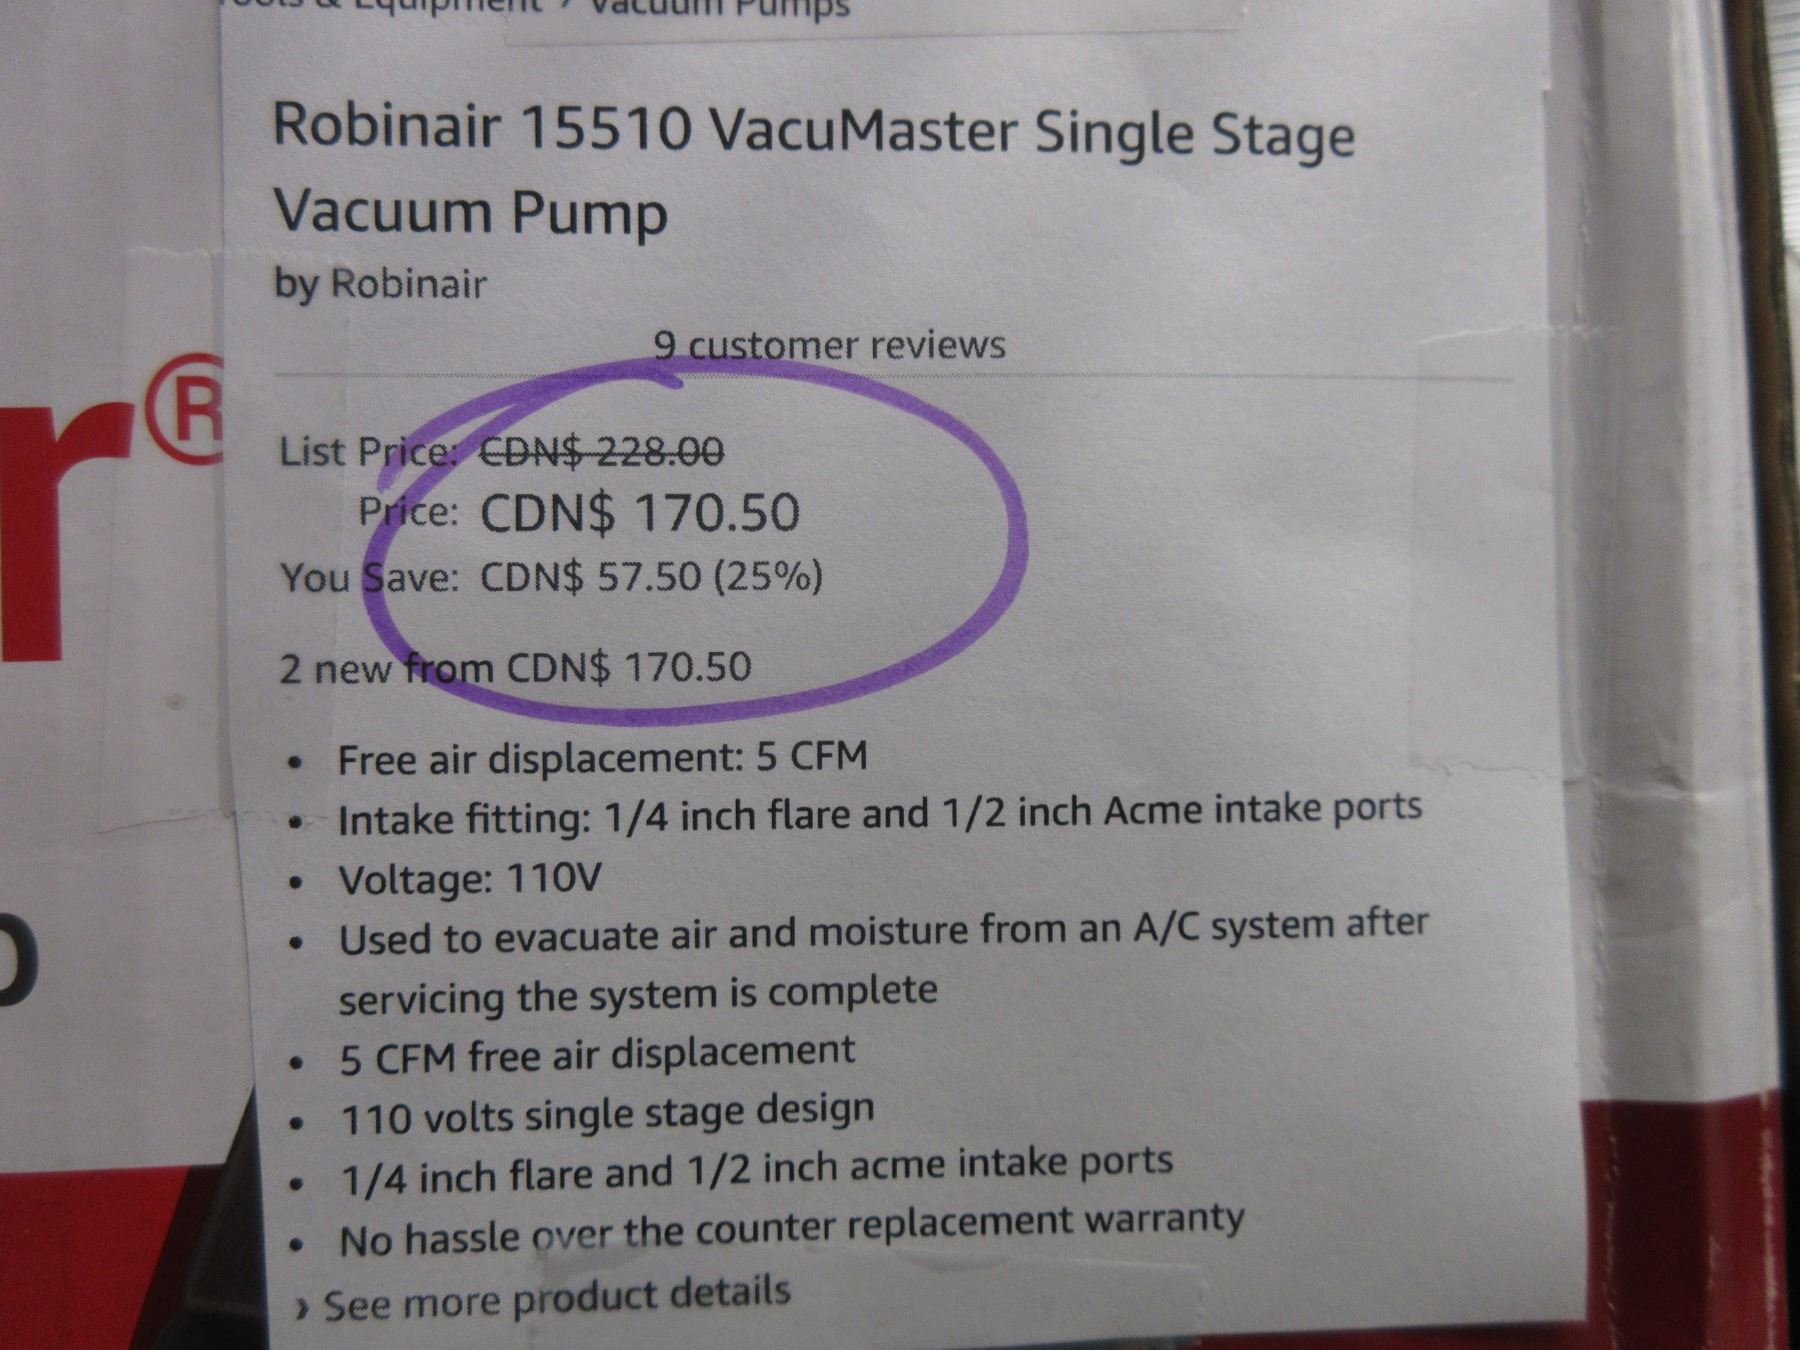 Tools & Equipment › Vacuum Pumps
Robinair 15510 VacuMaster Single Stage
Vacuum Pump
by Robinair
9 customer reviews
r®
List Price: CDN$ 228.00
Price: CDN$ 170.50
You Save: CDN$ 57.50 (25%)
2 new from CDN$ 170.50
• Free air displacement: 5 CFM
• Intake fitting: 1/4 inch flare and 1/2 inch Acme intake ports
• Voltage: 110V
• Used to evacuate air and moisture from an A/C system after
servicing the system is complete
• 5 CFM free air displacement
• 110 volts single stage design
• 1/4 inch flare and 1/2 inch acme intake ports
• No hassle over the counter replacement warranty
› See more product details